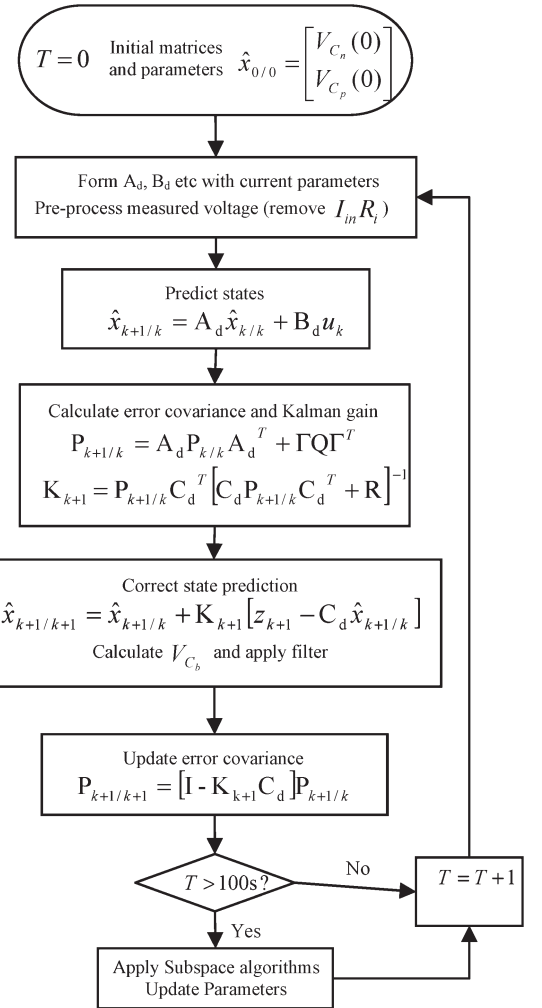 T = 0 Initial matrices and parameters x̂₀/₀ = [V_{C_n}(0) V_{C_p}(0)]
Form A_d, B_d etc with current parameters
Pre-process measured voltage (remove I_{in}R_i)
Predict states
x̂_{k+1/k} = A_d x̂_{k/k} + B_d u_k
Calculate error covariance and Kalman gain
P_{k+1/k} = A_d P_{k/k} A_d^T + ΓQΓ^T
K_{k+1} = P_{k+1/k} C_d^T [C_d P_{k+1/k} C_d^T + R]^{-1}
Correct state prediction
x̂_{k+1/k+1} = x̂_{k+1/k} + K_{k+1} [z_{k+1} − C_d x̂_{k+1/k}]
Calculate V_{C_b} and apply filter
Update error covariance
P_{k+1/k+1} = [I - K_{k+1} C_d] P_{k+1/k}
T > 100s?
No
T = T + 1
Yes
Apply Subspace algorithms
Update Parameters